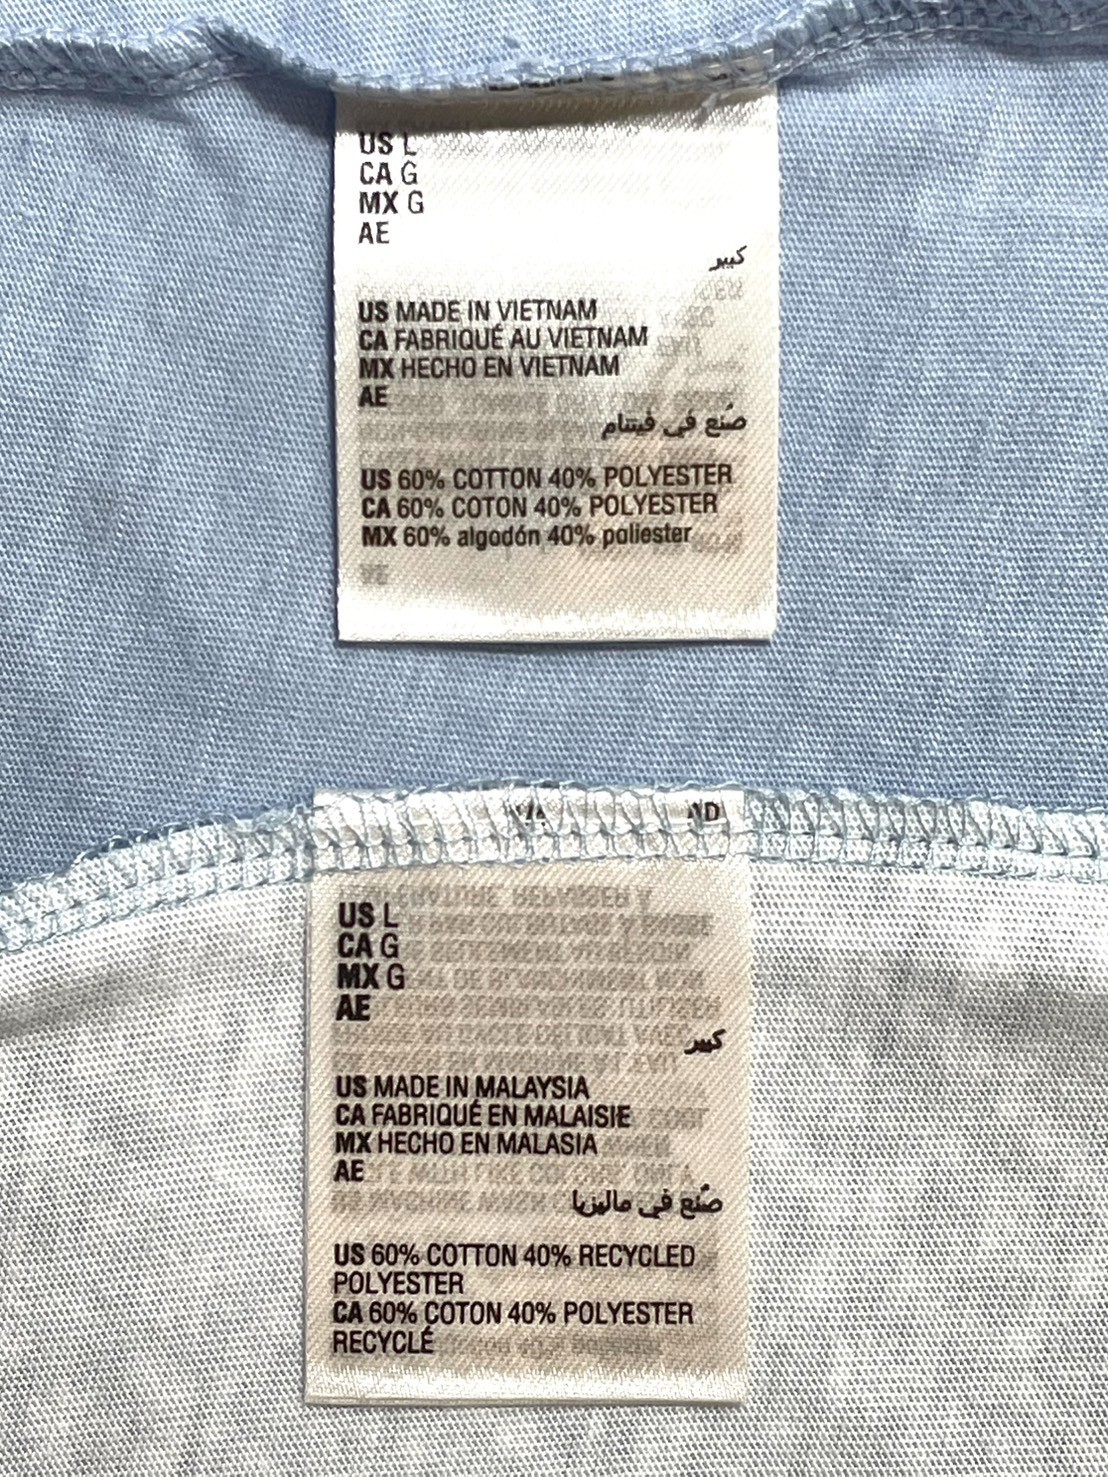 US L
CA G
MX G
AE
كبير
US MADE IN VIETNAM
CA FABRIQUÉ AU VIETNAM
MX HECHO EN VIETNAM
AE
صُنع في فيتنام
US 60% COTTON 40% POLYESTER
CA 60% COTON 40% POLYESTER
MX 60% algodón 40% poliester
US L
CA G
MX G
AE
كبير
US MADE IN MALAYSIA
CA FABRIQUÉ EN MALAISIE
MX HECHO EN MALASIA
AE
صُنع في ماليزيا
US 60% COTTON 40% RECYCLED
POLYESTER
CA 60% COTON 40% POLYESTER
RECYCLÉ